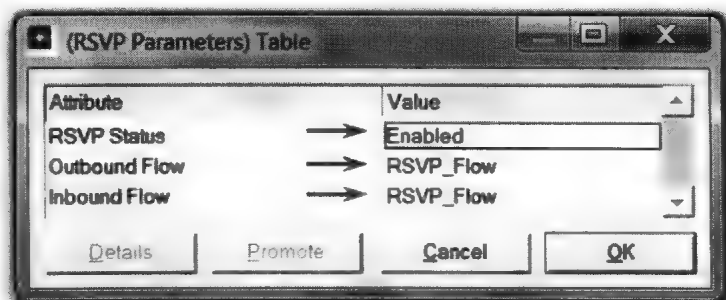 (RSVP Parameters) Table
Attribute Value
RSVP Status Enabled
Outbound Flow RSVP_Flow
Inbound Flow RSVP_Flow
Details Promote Cancel OK